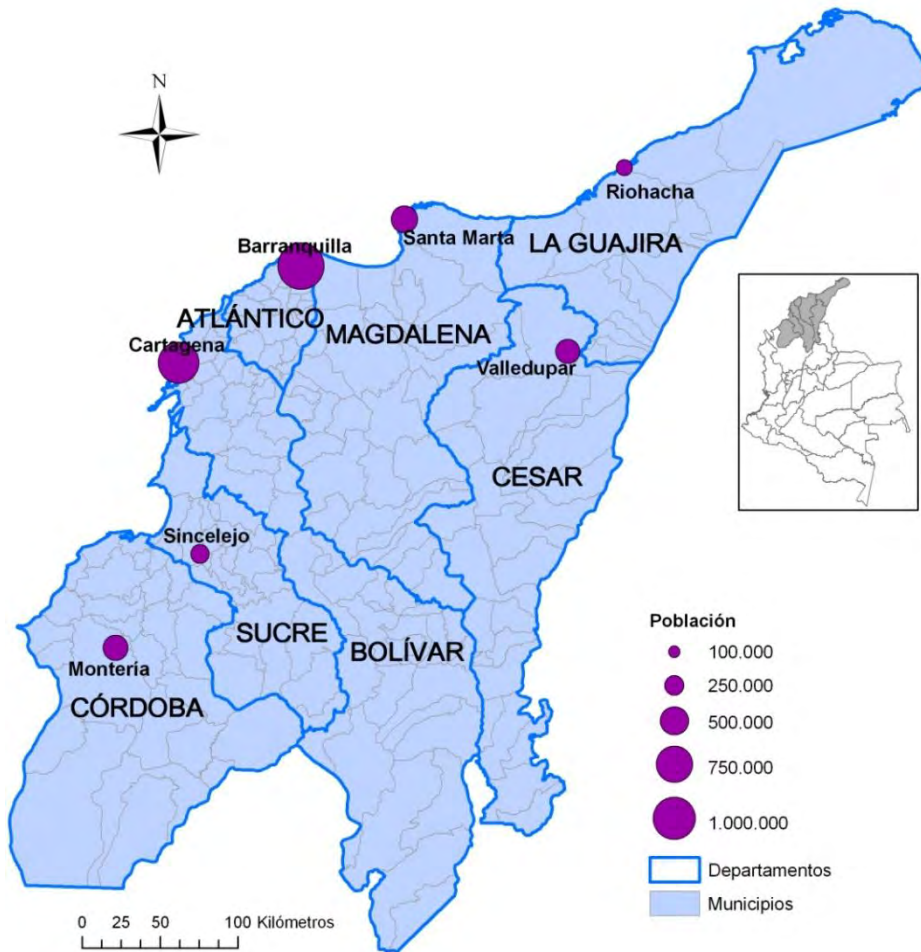 N
Riohacha
Santa Marta
LA GUAJIRA
Barranquilla
ATLÁNTICO
MAGDALENA
Cartagena
Valledupar
CESAR
Sincelejo
SUCRE
BOLÍVAR
Montería
CÓRDOBA
Población
100.000
250.000
500.000
750.000
1.000.000
Departamentos
Municipios
0 25 50 100 Kilómetros